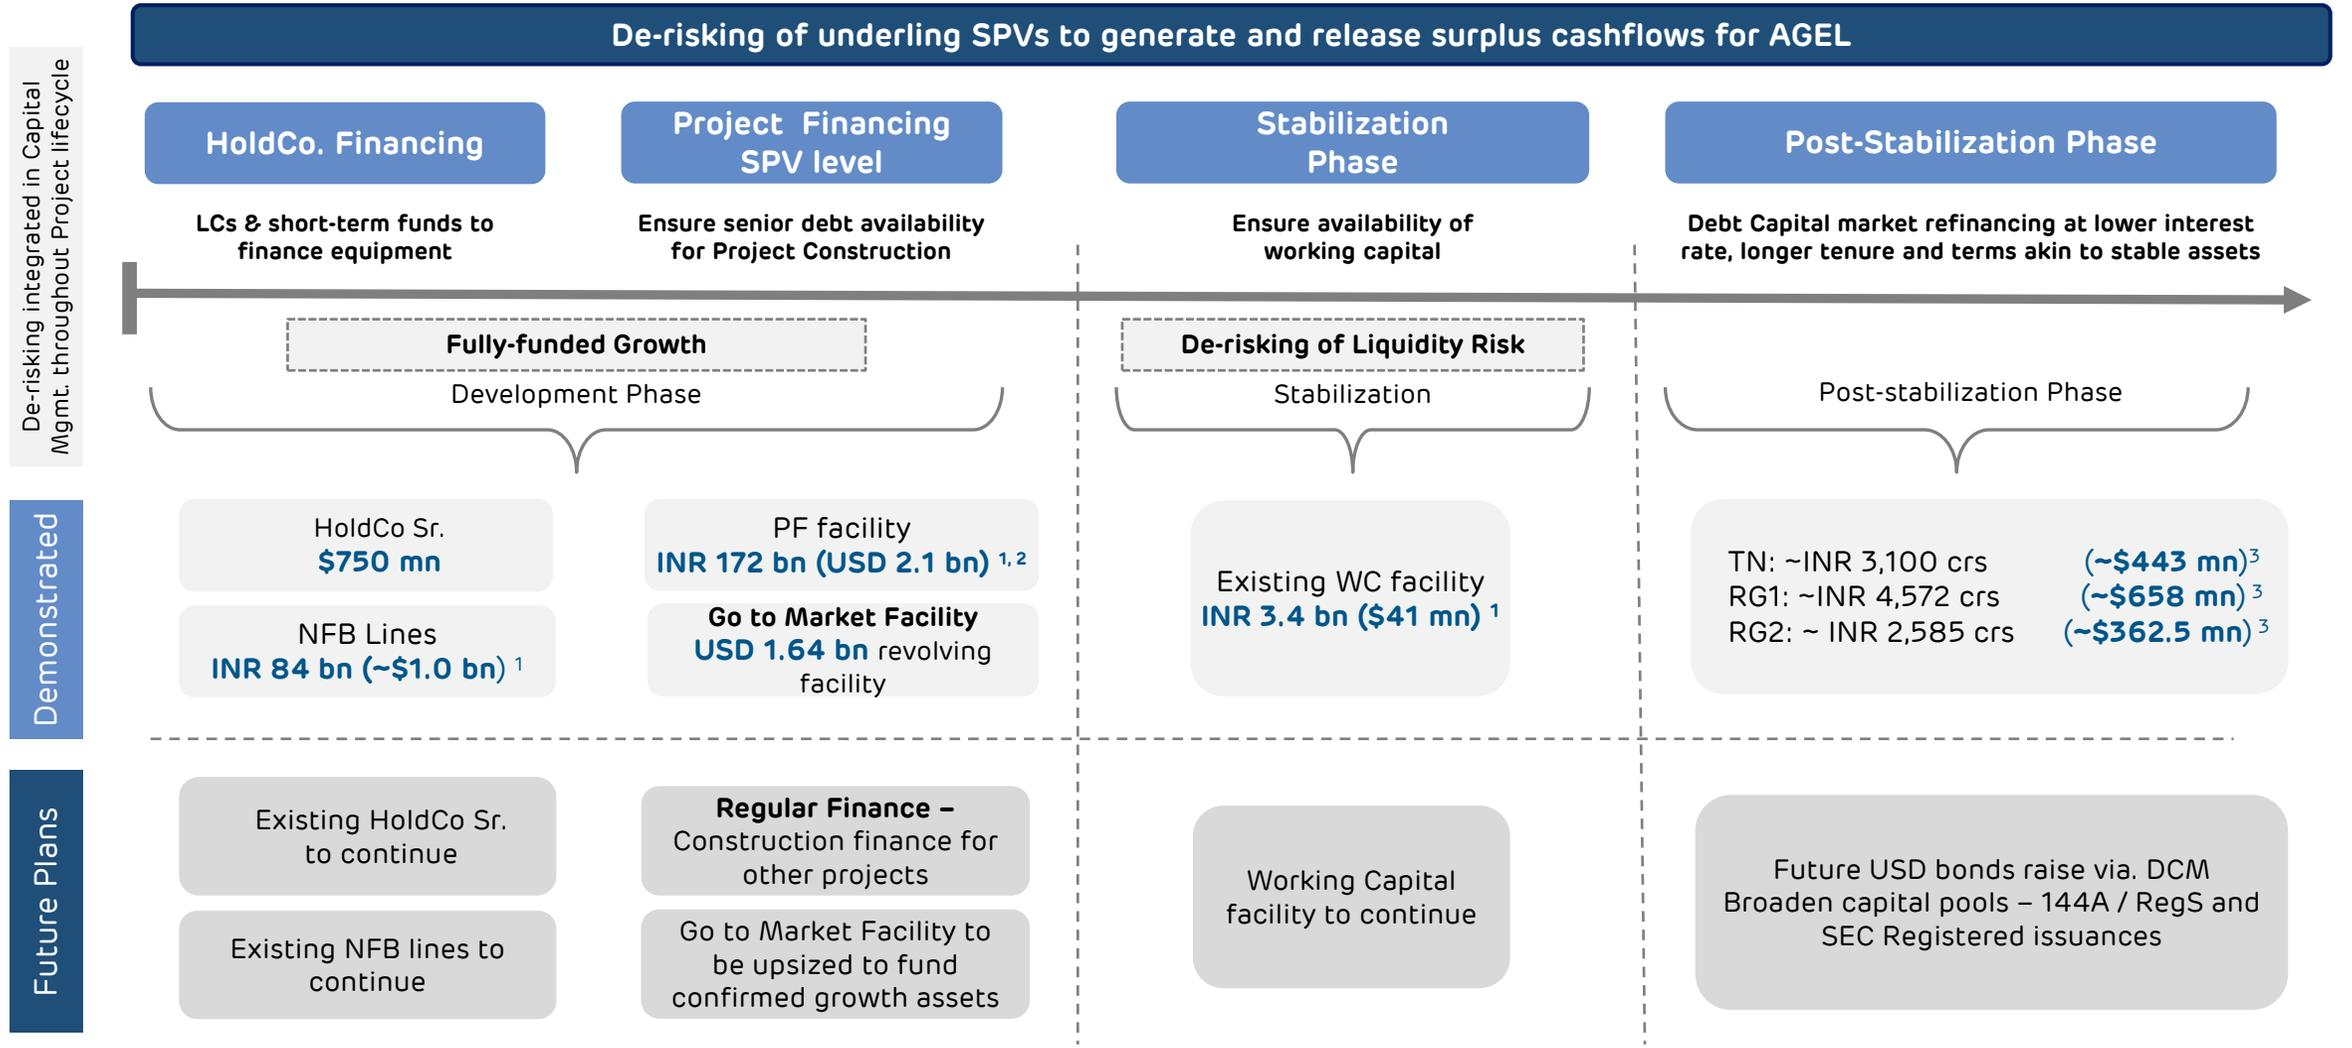 De-risking of underling SPVs to generate and release surplus cashflows for AGEL
De-risking integrated in Capital
Mgmt. throughout Project lifecycle
HoldCo. Financing
Project Financing
SPV level
Stabilization
Phase
Post-Stabilization Phase
LCs & short-term funds to
finance equipment
Ensure senior debt availability
for Project Construction
Ensure availability of
working capital
Debt Capital market refinancing at lower interest
rate, longer tenure and terms akin to stable assets
Fully-funded Growth
De-risking of Liquidity Risk
Development Phase
Stabilization
Post-stabilization Phase
Demonstrated
HoldCo Sr.
$750 mn
NFB Lines
INR 84 bn (~$1.0 bn) 1
PF facility
INR 172 bn (USD 2.1 bn) 1, 2
Go to Market Facility
USD 1.64 bn revolving
facility
Existing WC facility
INR 3.4 bn ($41 mn) 1
TN: ~INR 3,100 crs (~$443 mn)3
RG1: ~INR 4,572 crs (~$658 mn) 3
RG2: ~ INR 2,585 crs (~$362.5 mn) 3
Future Plans
Existing HoldCo Sr.
to continue
Existing NFB lines to
continue
Regular Finance –
Construction finance for
other projects
Go to Market Facility to
be upsized to fund
confirmed growth assets
Working Capital
facility to continue
Future USD bonds raise via. DCM
Broaden capital pools – 144A / RegS and
SEC Registered issuances